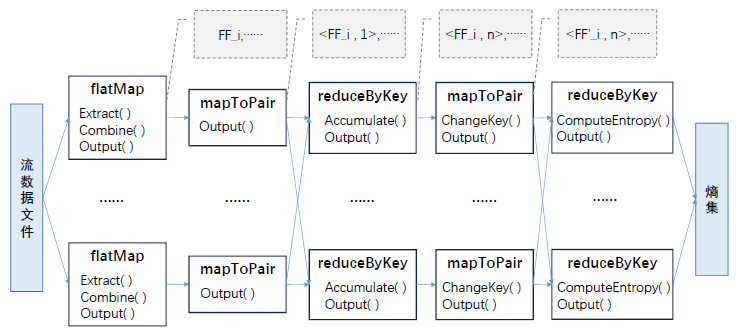 FF_i,······
<FF_i , 1>,······
<FF_i , n>,······
<FF'_i , n>,······
流数据文件
flatMap
Extract( )
Combine( )
Output( )
mapToPair
Output( )
reduceByKey
Accumulate( )
Output( )
mapToPair
ChangeKey( )
Output( )
reduceByKey
ComputeEntropy( )
Output( )
熵集
······
······
······
······
······
flatMap
Extract( )
Combine( )
Output( )
mapToPair
Output( )
reduceByKey
Accumulate( )
Output( )
mapToPair
ChangeKey( )
Output( )
reduceByKey
ComputeEntropy( )
Output( )